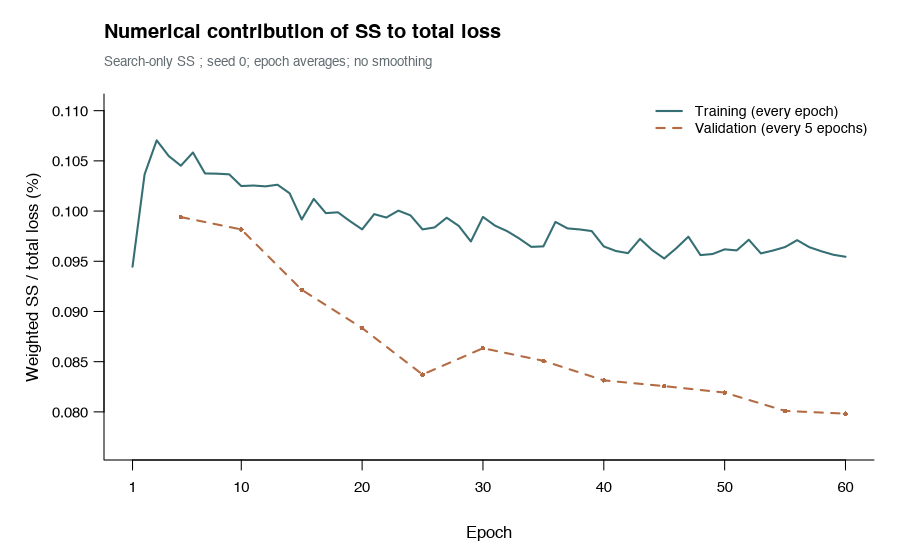 Numerical contribution of SS to total loss
Search-only SS ; seed 0; epoch averages; no smoothing
Training (every epoch)
Validation (every 5 epochs)
Weighted SS / total loss (%)
0.110
0.105
0.100
0.095
0.090
0.085
0.080
1 10 20 30 40 50 60
Epoch